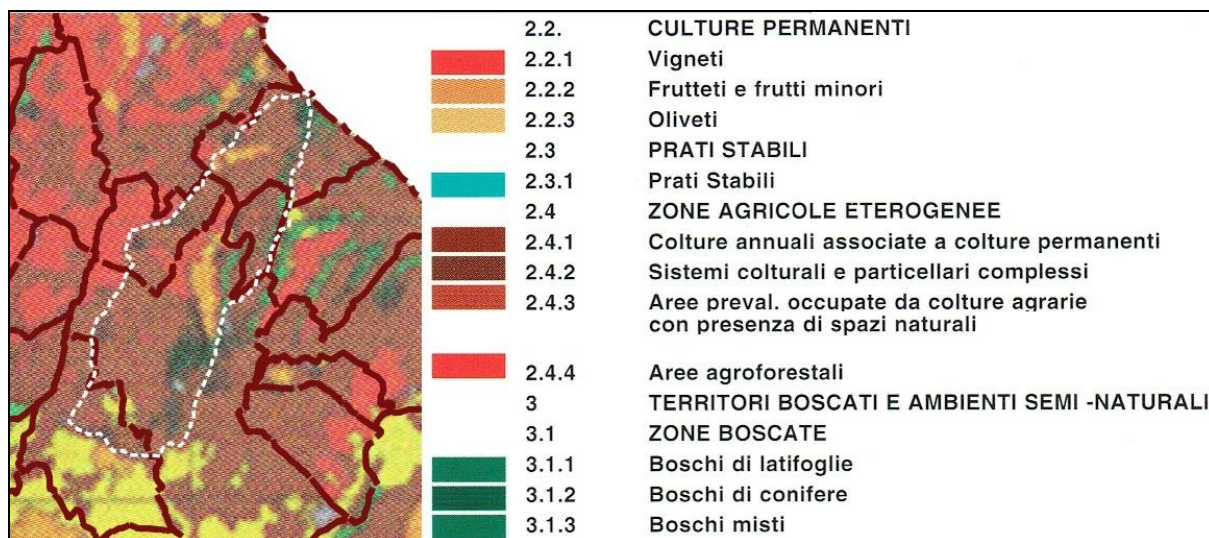 2.2. CULTURE PERMANENTI
2.2.1 Vigneti
2.2.2 Frutteti e frutti minori
2.2.3 Oliveti
2.3 PRATI STABILI
2.3.1 Prati Stabili
2.4 ZONE AGRICOLE ETEROGENEE
2.4.1 Colture annuali associate a colture permanenti
2.4.2 Sistemi colturali e particellari complessi
2.4.3 Aree preval. occupate da colture agrarie
con presenza di spazi naturali
2.4.4 Aree agroforestali
3 TERRITORI BOSCATI E AMBIENTI SEMI -NATURALI
3.1 ZONE BOSCATE
3.1.1 Boschi di latifoglie
3.1.2 Boschi di conifere
3.1.3 Boschi misti